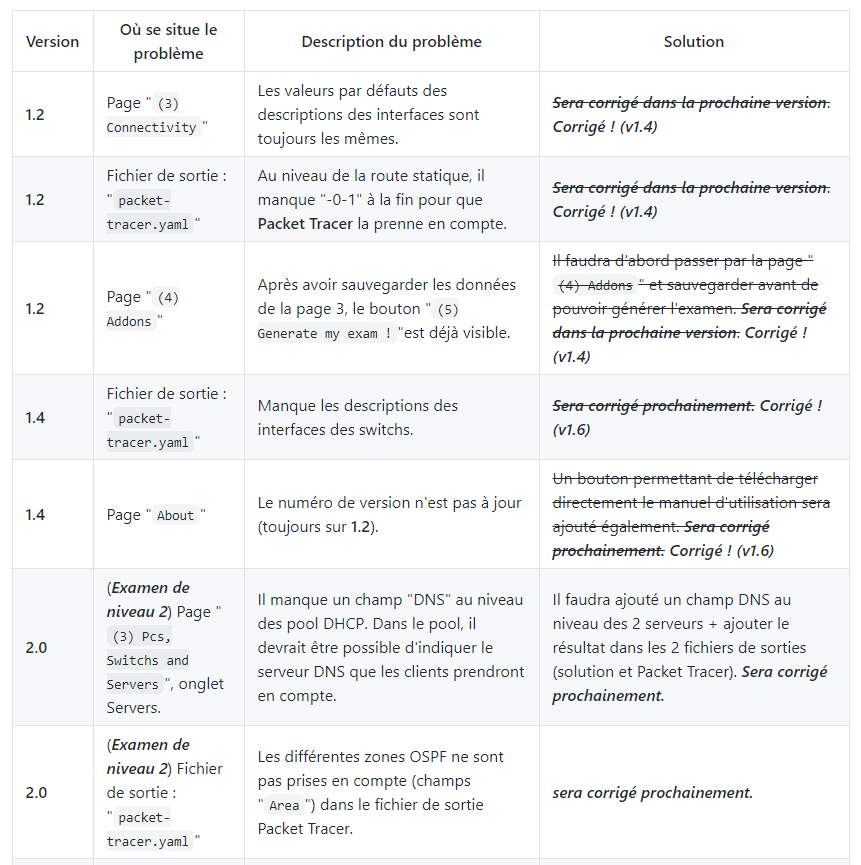 Version
Où se situe le
problème
Description du problème
Solution
1.2
Page "(3)
Connectivity"
Les valeurs par défauts des
descriptions des interfaces sont
toujours les mêmes.
Sera corrigé dans la prochaine version.
Corrigé ! (v1.4)
1.2
Fichier de sortie :
"packet-
tracer.yaml"
Au niveau de la route statique, il
manque "-0-1" à la fin pour que
Packet Tracer la prenne en compte.
Sera corrigé dans la prochaine version.
Corrigé ! (v1.4)
1.2
Page "(4)
Addons"
Après avoir sauvegarder les données
de la page 3, le bouton "(5)
Generate my exam !"est déjà visible.
Il faudra d'abord passer par la page "
(4) Addons" et sauvegarder avant de
pouvoir générer l'examen. Sera corrigé
dans la prochaine version. Corrigé !
(v1.4)
1.4
Fichier de sortie :
"packet-
tracer.yaml"
Manque les descriptions des
interfaces des switchs.
Sera corrigé prochainement. Corrigé !
(v1.6)
1.4
Page "About"
Le numéro de version n'est pas à jour
(toujours sur 1.2).
Un bouton permettant de télécharger
directement le manuel d'utilisation sera
ajouté également. Sera corrigé
prochainement. Corrigé ! (v1.6)
2.0
(Examen de
niveau 2) Page "
(3) Pcs,
Switchs and
Servers", onglet
Servers.
Il manque un champ "DNS" au niveau
des pool DHCP. Dans le pool, il
devrait être possible d'indiquer le
serveur DNS que les clients prendront
en compte.
Il faudra ajouté un champ DNS au
niveau des 2 serveurs + ajouter le
résultat dans les 2 fichiers de sorties
(solution et Packet Tracer). Sera corrigé
prochainement.
2.0
(Examen de
niveau 2) Fichier
de sortie :
"packet-
tracer.yaml"
Les différentes zones OSPF ne sont
pas prises en compte (champs
"Area") dans le fichier de sortie
Packet Tracer.
sera corrigé prochainement.